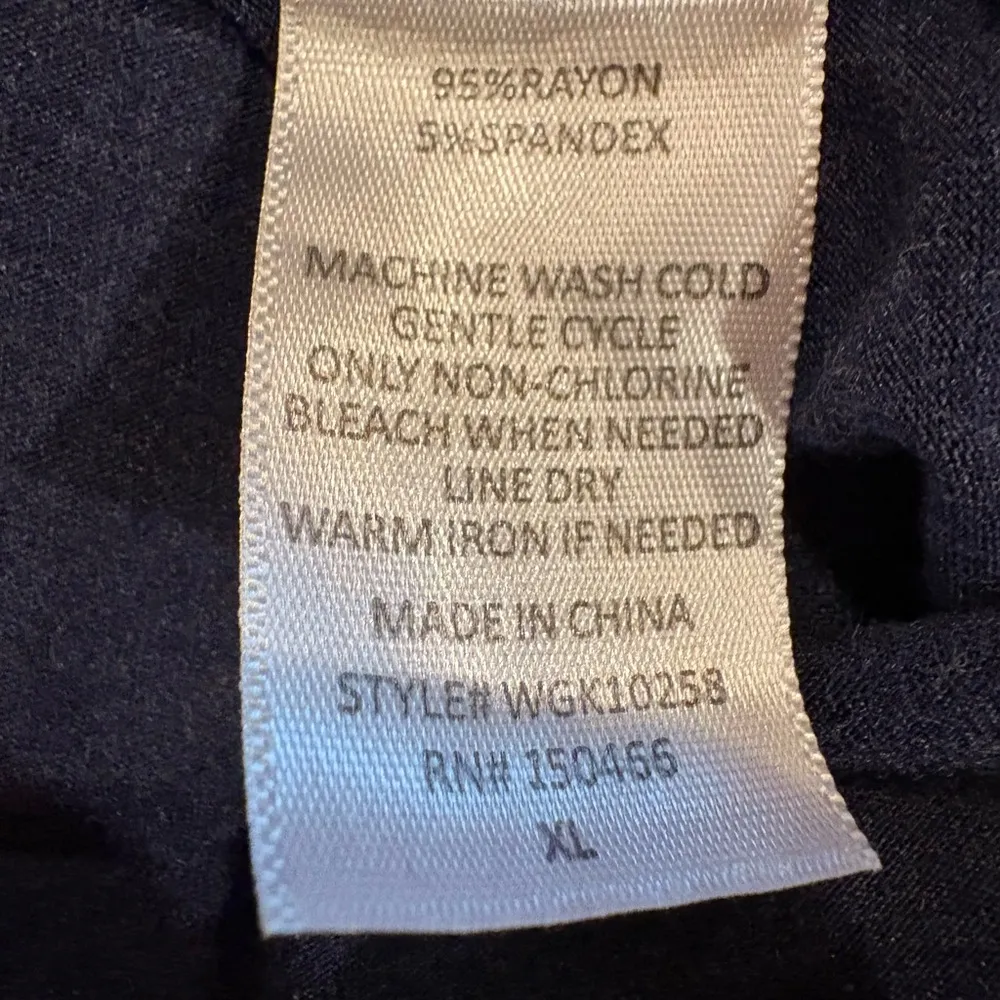 95%RAYON
5%SPANDEX
MACHINE WASH COLD
GENTLE CYCLE
ONLY NON-CHLORINE
BLEACH WHEN NEEDED
LINE DRY
WARM IRON IF NEEDED
MADE IN CHINA
STYLE# WGK10258
RN# 150466
XL